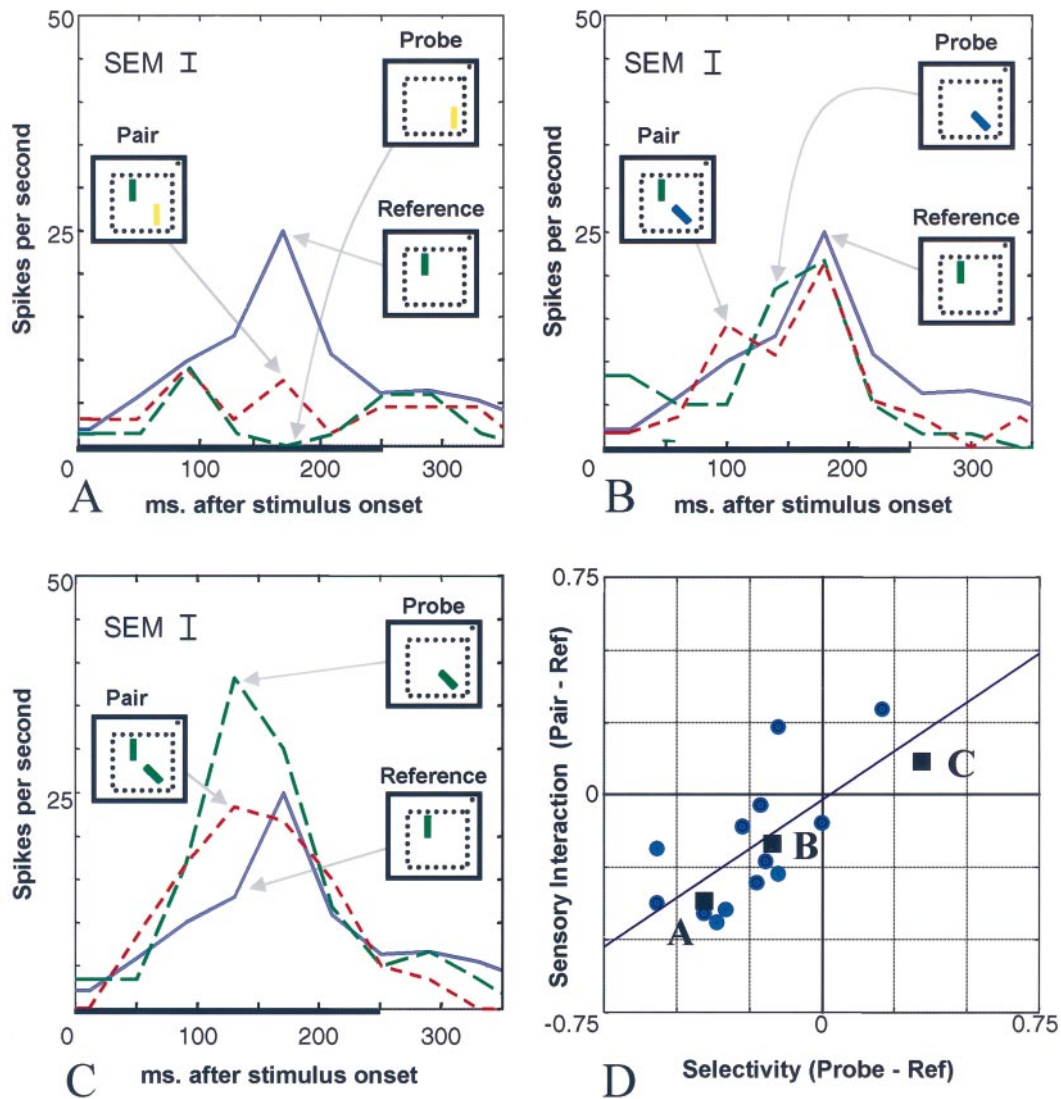 50
SEM
Probe
Pair
Reference
25
Spikes per second
0 100 200 300
A
ms. after stimulus onset
50
SEM
Probe
Pair
Reference
25
Spikes per second
0 100 200 300
B
ms. after stimulus onset
50
SEM
Probe
Pair
Reference
25
Spikes per second
0 100 200 300
C
ms. after stimulus onset
0.75
Sensory Interaction (Pair - Ref)
0
C
B
A
-0.75
0 0.75
D
Selectivity (Probe - Ref)